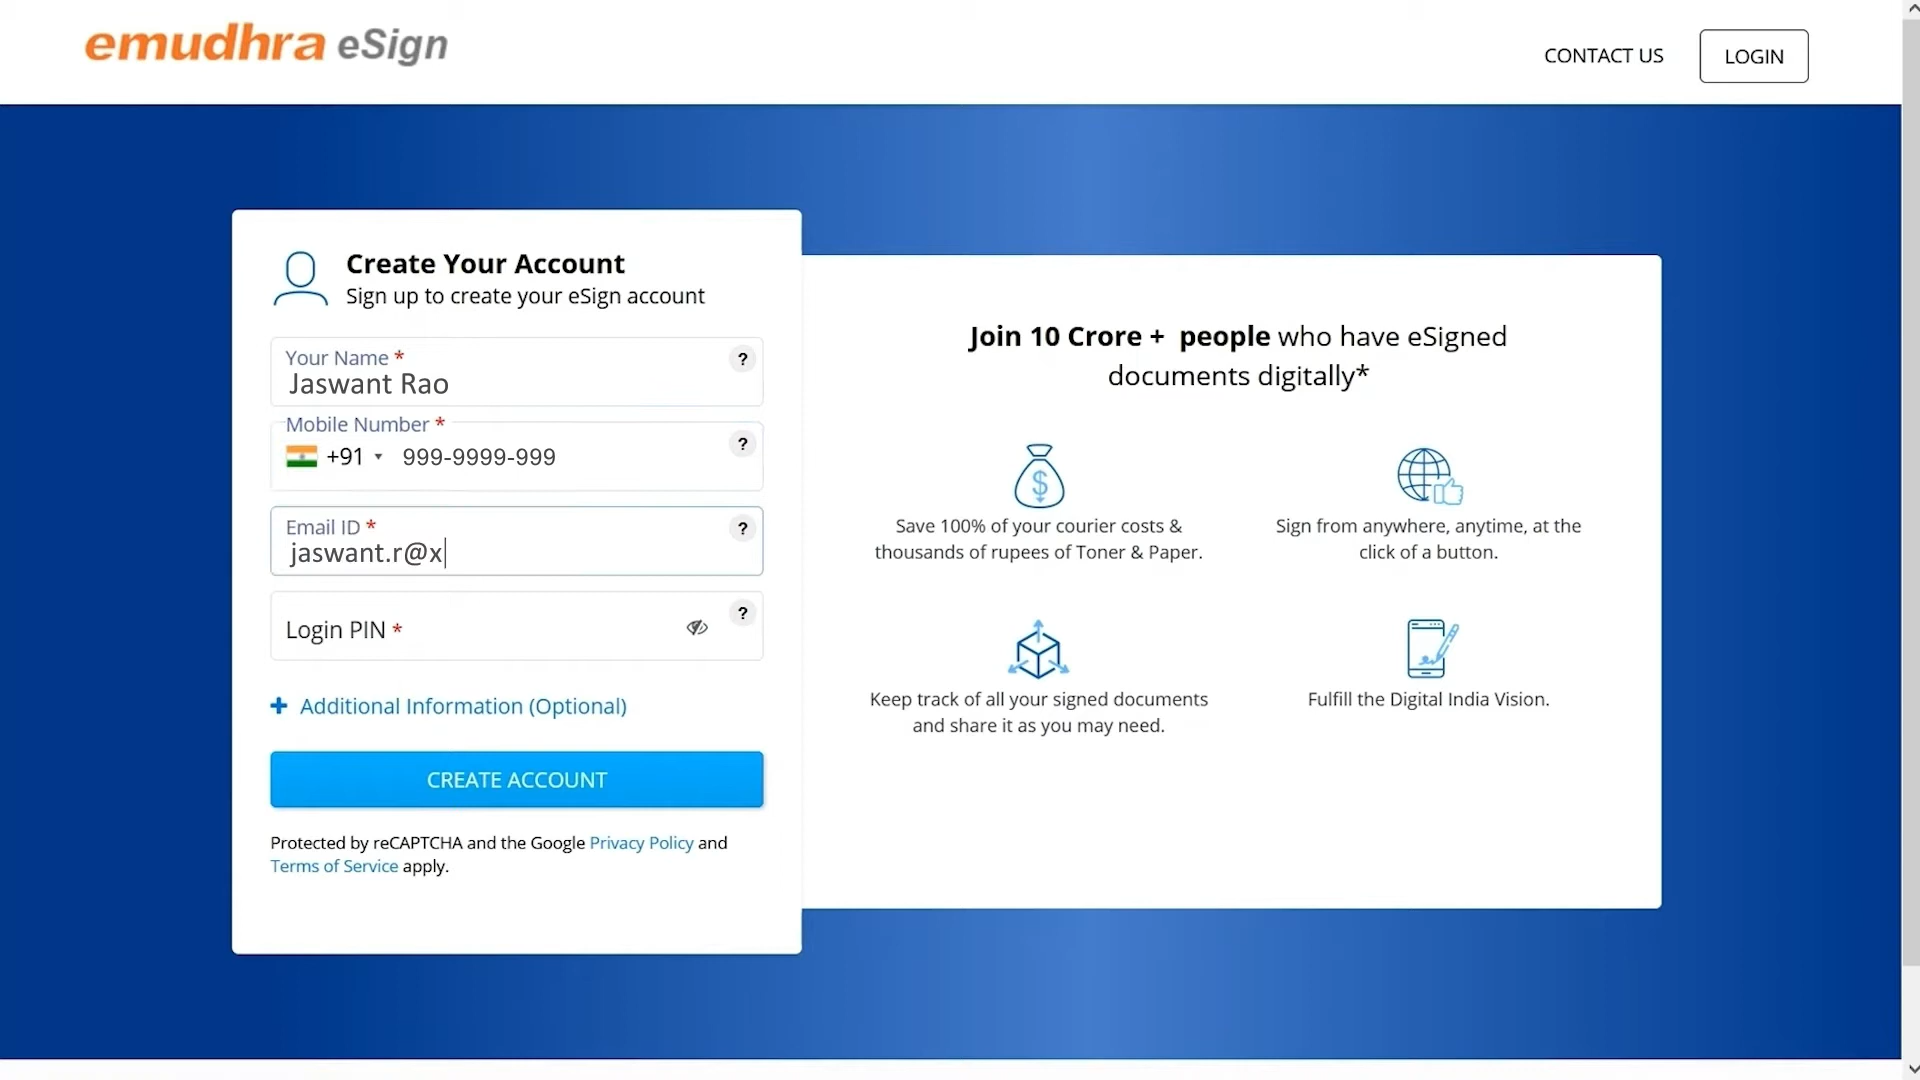 emudhra eSign
CONTACT US
LOGIN
Create Your Account
Sign up to create your eSign account
Your Name *
?
Jaswant Rao
Mobile Number *
?
+91 999-9999-999
Email ID *
?
jaswant.r@x
?
Login PIN *
+ Additional Information (Optional)
CREATE ACCOUNT
Protected by reCAPTCHA and the Google Privacy Policy and
Terms of Service apply.
Join 10 Crore + people who have eSigned
documents digitally*
$
Save 100% of your courier costs &
thousands of rupees of Toner & Paper.
Sign from anywhere, anytime, at the
click of a button.
Keep track of all your signed documents
and share it as you may need.
Fulfill the Digital India Vision.